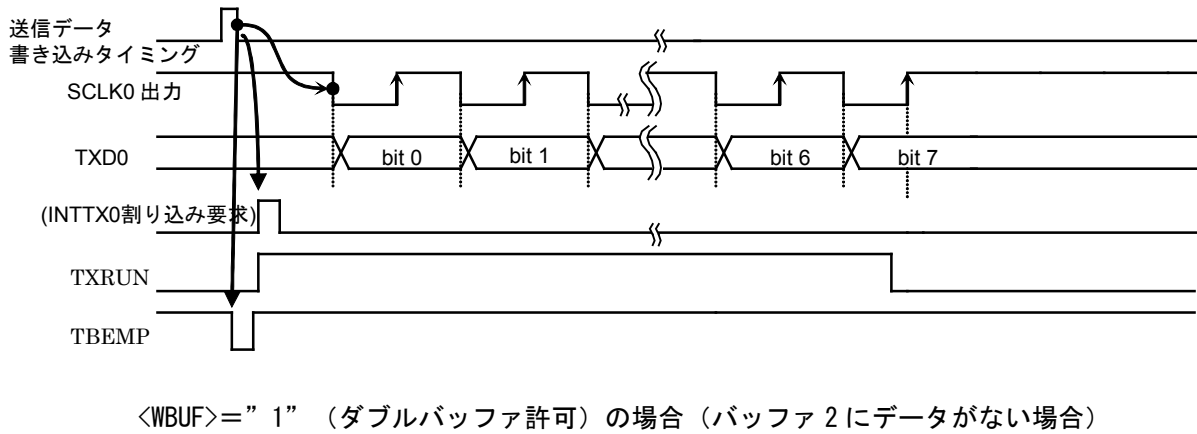 送信データ
書き込みタイミング
SCLK0 出力
TXD0
bit 0
bit 1
bit 6
bit 7
(INTTX0割り込み要求)
TXRUN
TBEMP
<WBUF>=”1” (ダブルバッファ許可)の場合(バッファ2にデータがない場合)